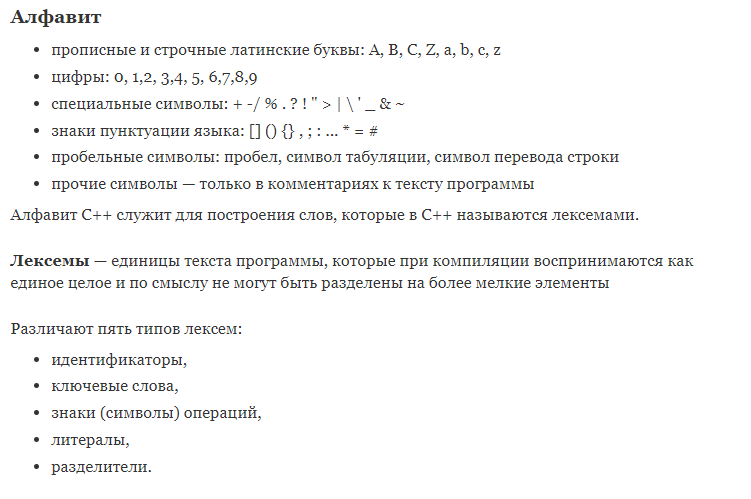 Алфавит
• прописные и строчные латинские буквы: A, B, C, Z, a, b, c, z
• цифры: 0, 1,2, 3,4, 5, 6,7,8,9
• специальные символы: + -/ % . ? ! " > | \ ' _ & ~
• знаки пунктуации языка: [] () {} , ; : ... * = #
• пробельные символы: пробел, символ табуляции, символ перевода строки
• прочие символы — только в комментариях к тексту программы
Алфавит C++ служит для построения слов, которые в C++ называются лексемами.
Лексемы — единицы текста программы, которые при компиляции воспринимаются как
единое целое и по смыслу не могут быть разделены на более мелкие элементы
Различают пять типов лексем:
• идентификаторы,
• ключевые слова,
• знаки (символы) операций,
• литералы,
• разделители.